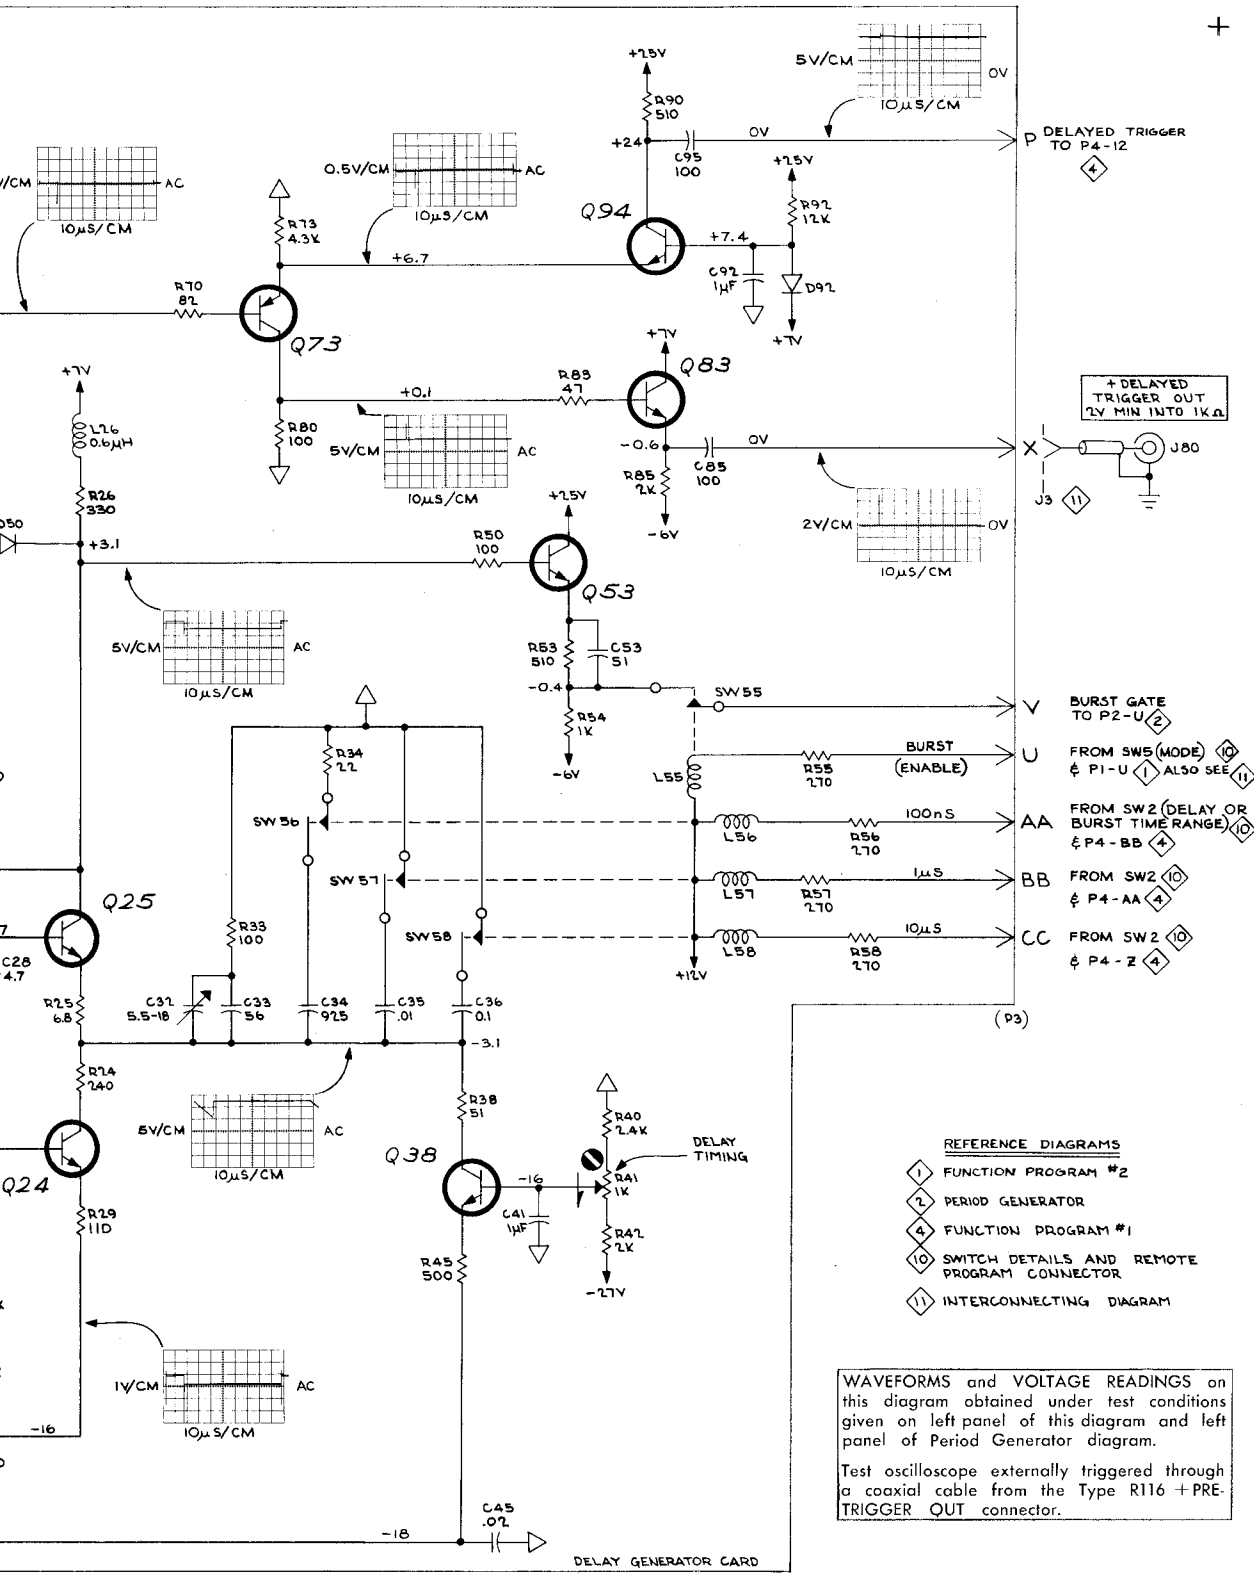 +
+25V
5V/CM
0V
10µS/CM
R90
510
+24
C95
100
0V
P DELAYED TRIGGER
TO P4-12
4
V/CM
AC
10µS/CM
0.5V/CM
AC
10µS/CM
+25V
R92
12K
Q94
+7.4
C92
1µF
D92
+7V
R73
4.3K
+6.7
R70
82
Q73
+7V
Q83
R83
47
+0.1
+7V
L26
0.6µH
R80
100
5V/CM
AC
10µS/CM
-0.6
C85
100
0V
R85
2K
-6V
+ DELAYED
TRIGGER OUT
2V MIN INTO 1KΩ
X
J80
J3 11
2V/CM
0V
10µS/CM
R26
330
D50
+3.1
R50
100
+25V
Q53
5V/CM
AC
10µS/CM
R53
510
C53
51
-0.4
R54
1K
-6V
SW55
V BURST GATE
TO P2-U 2
L55
R55
270
BURST
(ENABLE)
U FROM SW5 (MODE) 10
& P1-U 1 ALSO SEE 11
R34
22
SW56
L56
R56
270
100nS
AA FROM SW2 (DELAY OR
BURST TIME RANGE) 10
& P4-BB 4
SW57
L57
R57
270
1µS
BB FROM SW2 10
& P4-AA 4
SW58
L58
R58
270
10µS
CC FROM SW2 10
& P4-Z 4
+12V
(P3)
Q25
7
C28
4.7
R33
100
R25
6.8
C32
5.5-18
C33
56
C34
925
C35
.01
C36
0.1
-3.1
R24
240
5V/CM
AC
10µS/CM
R38
51
R40
2.4K
DELAY
TIMING
Q24
Q38
-16
R41
1K
C41
1µF
R29
110
R42
2K
R45
500
-27V
1V/CM
AC
10µS/CM
-16
-18
C45
.02
DELAY GENERATOR CARD
REFERENCE DIAGRAMS
1 FUNCTION PROGRAM #2
2 PERIOD GENERATOR
4 FUNCTION PROGRAM #1
10 SWITCH DETAILS AND REMOTE
PROGRAM CONNECTOR
11 INTERCONNECTING DIAGRAM
WAVEFORMS and VOLTAGE READINGS on
this diagram obtained under test conditions
given on left panel of this diagram and left
panel of Period Generator diagram.
Test oscilloscope externally triggered through
a coaxial cable from the Type R116 +PRE-
TRIGGER OUT connector.